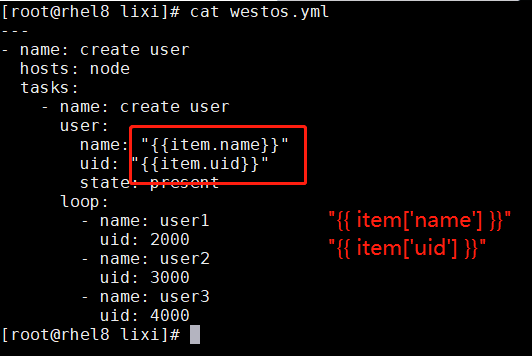 [root@rhel8 lixi]# cat westos.yml
---
- name: create user
  hosts: node
  tasks:
    - name: create user
      user:
        name: "{{item.name}}"
        uid: "{{item.uid}}"
        state: present
      loop:
        - name: user1
          uid: 2000
        - name: user2
          uid: 3000
        - name: user3
          uid: 4000
[root@rhel8 lixi]#
"{{ item['name'] }}"
"{{ item['uid'] }}"